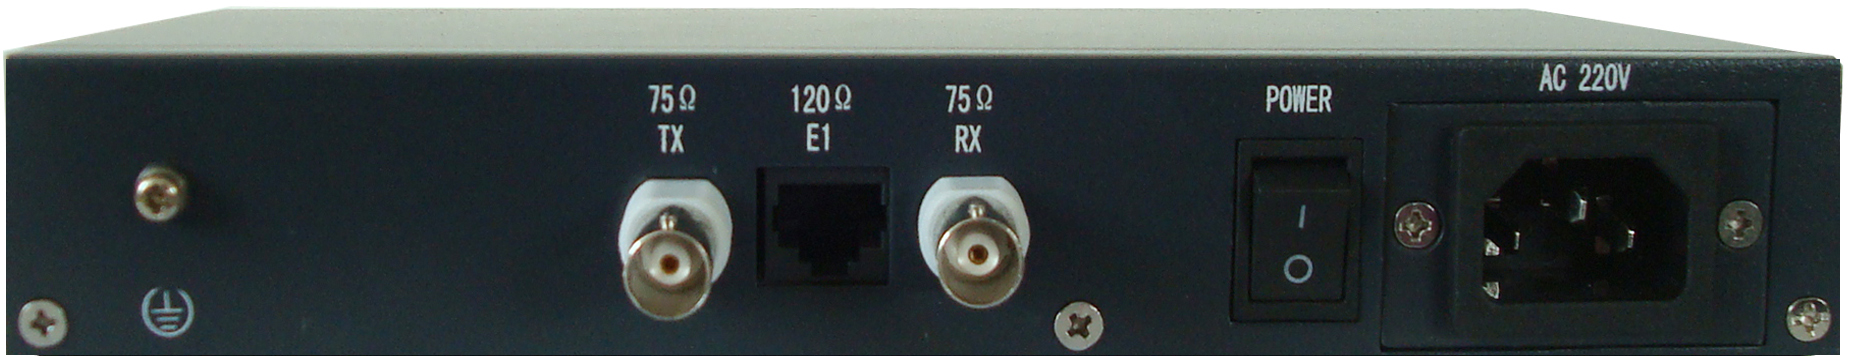 75Ω
TX
120Ω
E1
75Ω
RX
POWER
AC 220V
I
O